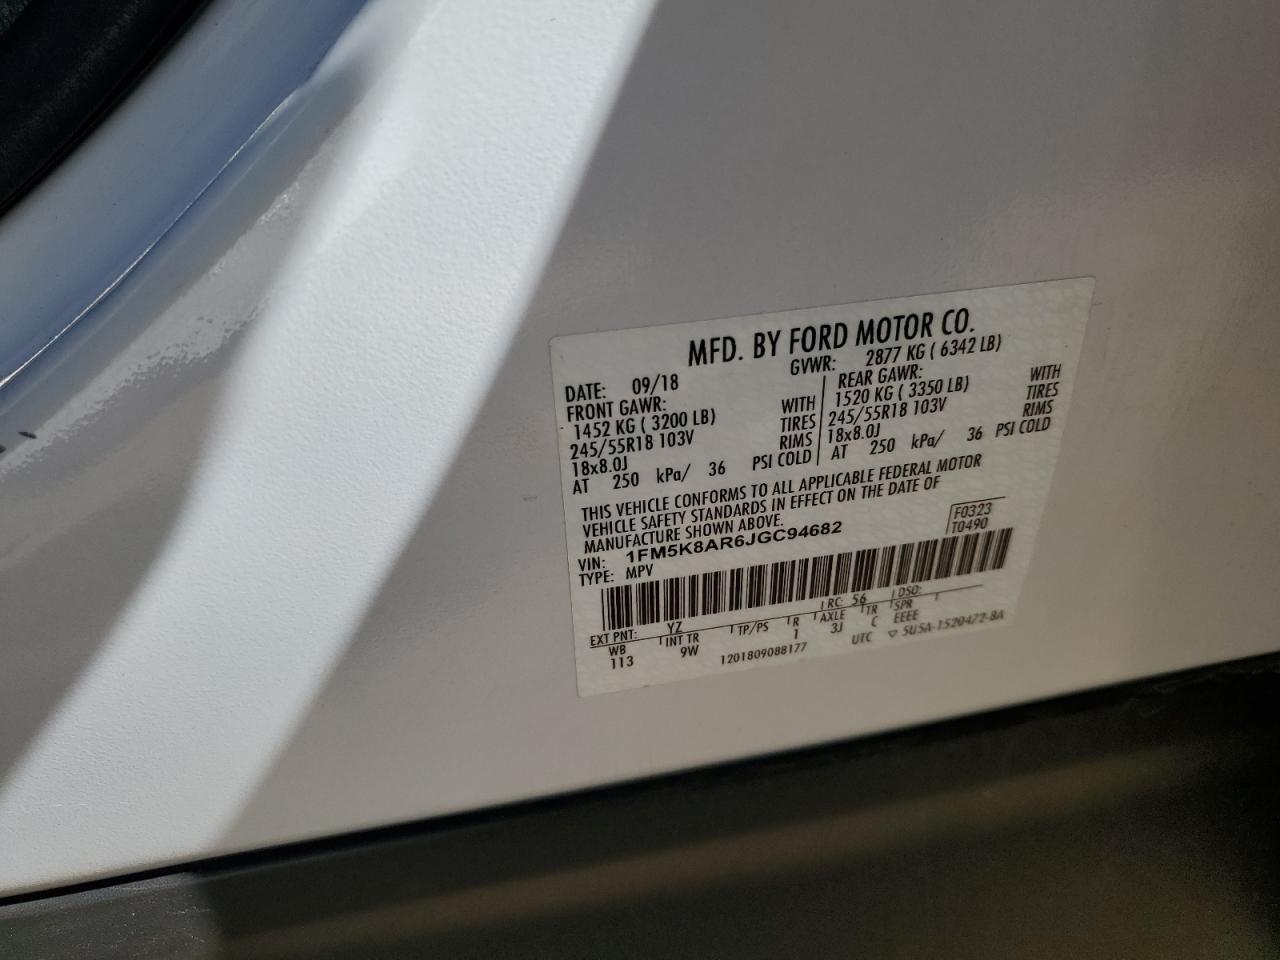 MFD. BY FORD MOTOR CO.
DATE: 09/18 GVWR: 2877 KG ( 6342 LB)
FRONT GAWR: REAR GAWR:
1452 KG ( 3200 LB) WITH 1520 KG ( 3350 LB) WITH
245/55R18 103V TIRES 245/55R18 103V TIRES
18x8.0J RIMS 18x8.0J RIMS
AT 250 kPa/ 36 PSI COLD AT 250 kPa/ 36 PSI COLD
THIS VEHICLE CONFORMS TO ALL APPLICABLE FEDERAL MOTOR
VEHICLE SAFETY STANDARDS IN EFFECT ON THE DATE OF
MANUFACTURE SHOWN ABOVE.
VIN: 1FM5K8AR6JGC94682 F0323
TYPE: MPV T0490
EXT PNT: YZ RC: 56 DSO:
WB INT TR TP/PS R AXLE TR SPR
113 9W 1 3J C EEEE
1201809088177 UTC ▽ 5USA-1520472-8A